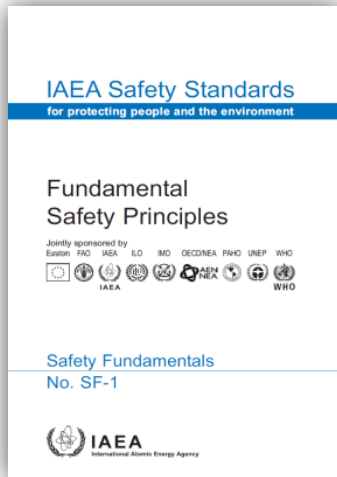 IAEA Safety Standards
for protecting people and the environment
Fundamental
Safety Principles
Jointly sponsored by
Euratom FAO IAEA ILO IMO OECD/NEA PAHO UNEP WHO
IAEA AEN NEA WHO
Safety Fundamentals
No. SF-1
IAEA
International Atomic Energy Agency